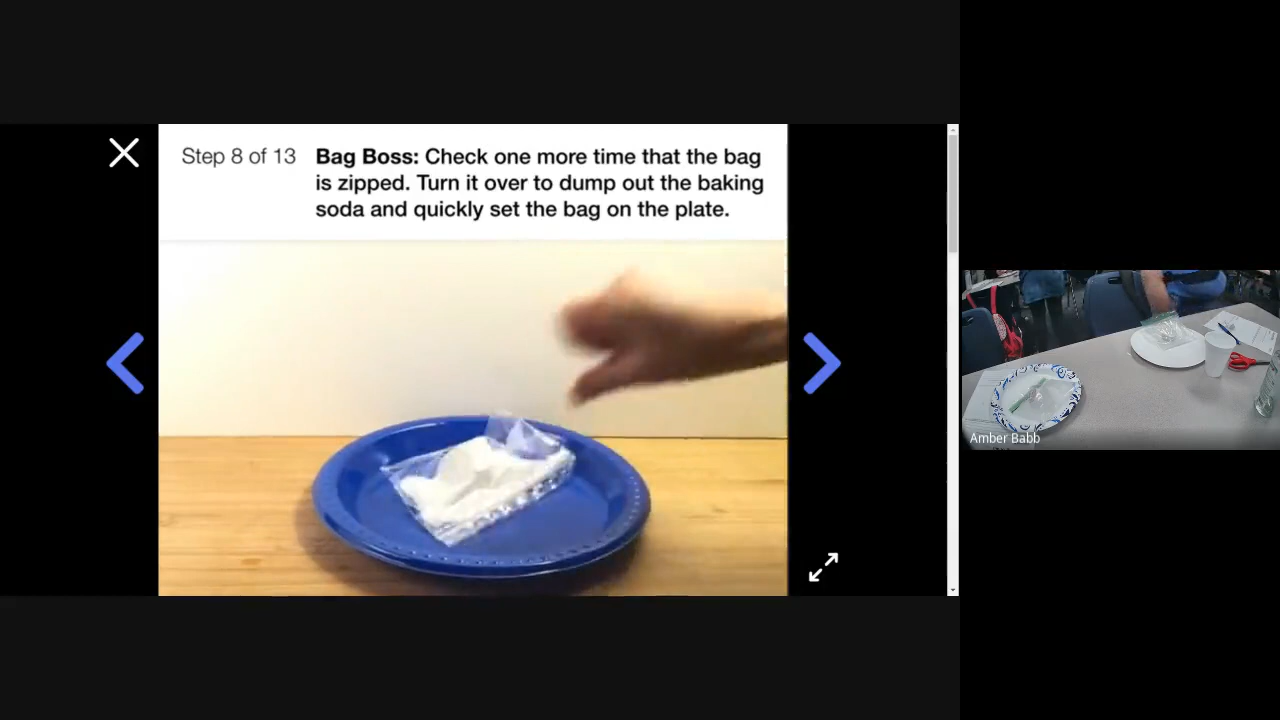 Step 8 of 13
Bag Boss: Check one more time that the bag
is zipped. Turn it over to dump out the baking
soda and quickly set the bag on the plate.
Amber Babb